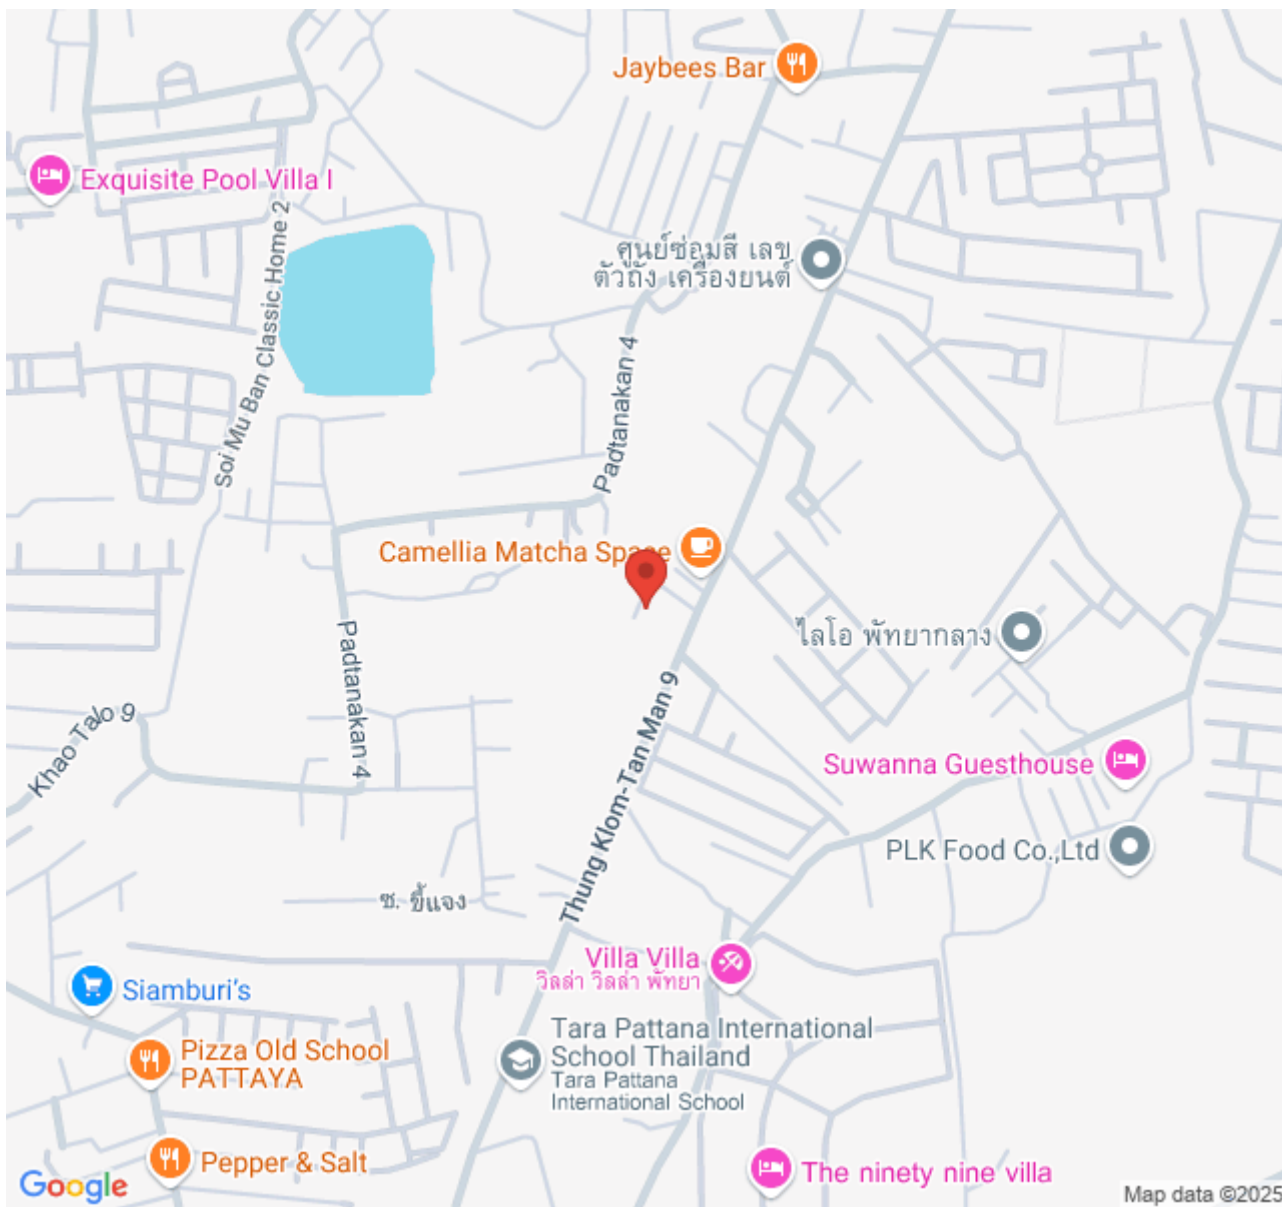 Jaybees Bar
Exquisite Pool Villa I
Soi Mu Ban Classic Home 2
ศูนย์ซ่อมสี เลข
ตัวถัง เครื่องยนต์
Padtanakan 4
Camellia Matcha Space
ไลโอ พัทยากลาง
Padtanakan 4
Thung Klom-Tan Man 9
Khao Talo 9
Suwanna Guesthouse
PLK Food Co.,Ltd
ซ. ขี้แจง
Villa Villa
วิลล่า วิลล่า พัทยา
Siamburi's
Tara Pattana International
School Thailand
Tara Pattana
International School
Pizza Old School
PATTAYA
Pepper & Salt
The ninety nine villa
Google
Map data ©2025